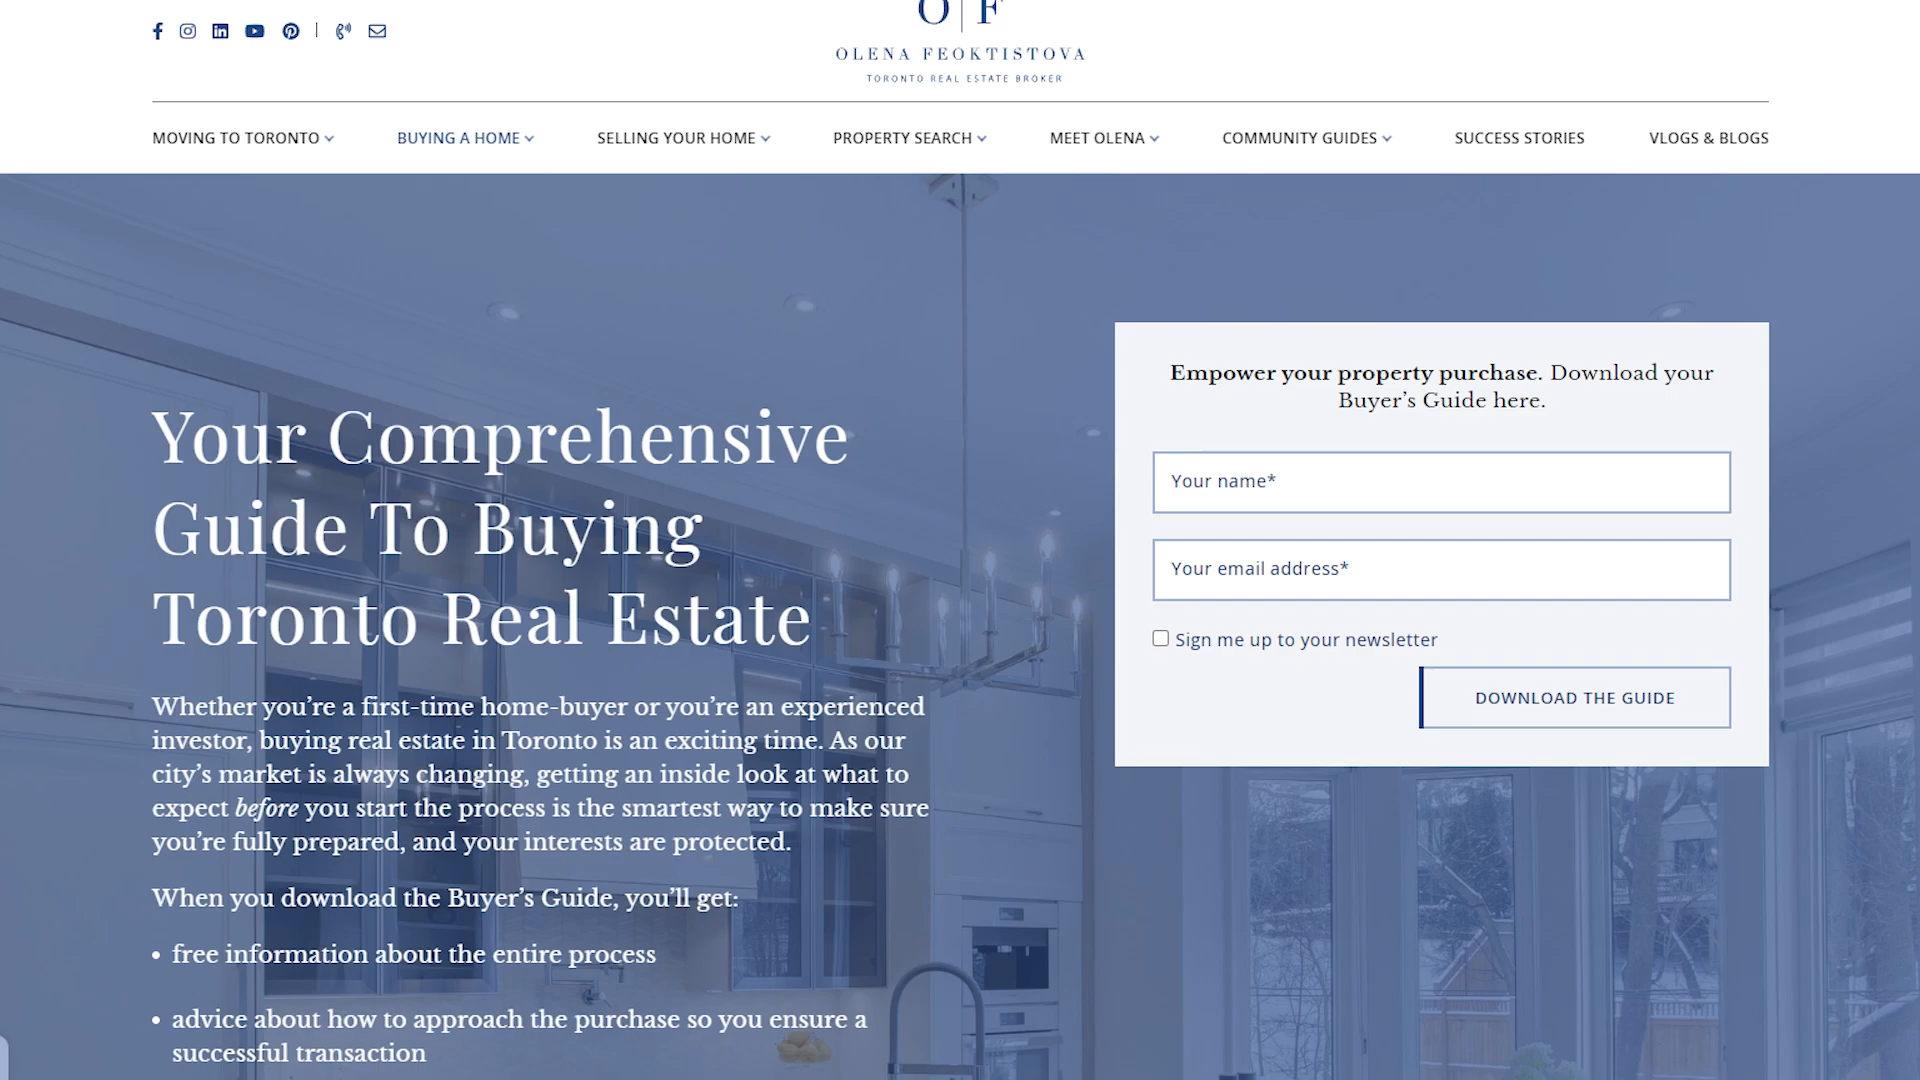 O F
OLENA FEOKTISTOVA
TORONTO REAL ESTATE BROKER
MOVING TO TORONTO
BUYING A HOME
SELLING YOUR HOME
PROPERTY SEARCH
MEET OLENA
COMMUNITY GUIDES
SUCCESS STORIES
VLOGS & BLOGS
Your Comprehensive
Guide To Buying
Toronto Real Estate
Whether you’re a first-time home-buyer or you’re an experienced
investor, buying real estate in Toronto is an exciting time. As our
city’s market is always changing, getting an inside look at what to
expect before you start the process is the smartest way to make sure
you’re fully prepared, and your interests are protected.
When you download the Buyer’s Guide, you’ll get:
• free information about the entire process
• advice about how to approach the purchase so you ensure a
successful transaction
Empower your property purchase. Download your
Buyer’s Guide here.
Your name*
Your email address*
Sign me up to your newsletter
DOWNLOAD THE GUIDE